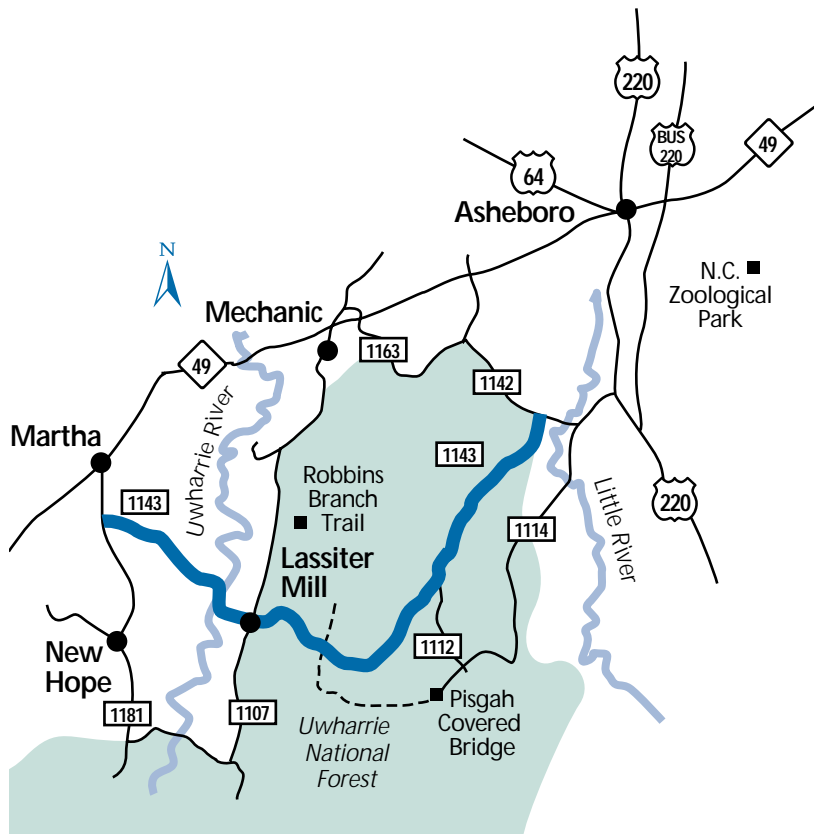 220
BUS
220
49
64
Asheboro
N
N.C.
Zoological
Park
Mechanic
1163
49
1142
Uwharrie River
Martha
1143
1143
Robbins
Branch
Trail
Little River
220
1114
Lassiter
Mill
New
Hope
1112
1181
1107
Pisgah
Covered
Bridge
Uwharrie
National
Forest